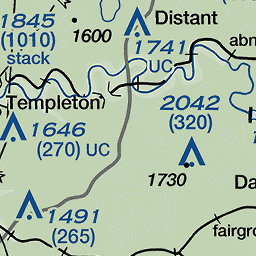 Distant
1845
(1010)
1600
1741
UC
abn
stack
Templeton
2042
(320)
1646
(270) UC
1730
Da
1491
(265)
fairgro